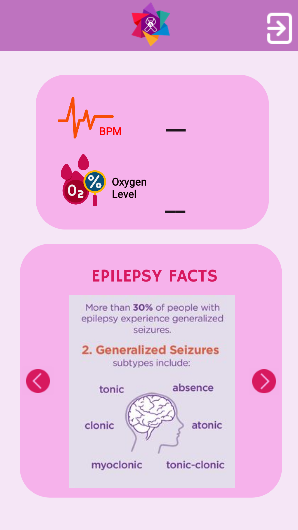 BPM
O2 %
Oxygen
Level
EPILEPSY FACTS
More than 30% of people with
epilepsy experience generalized
seizures.
2. Generalized Seizures
subtypes include:
tonic absence
clonic atonic
myoclonic tonic-clonic